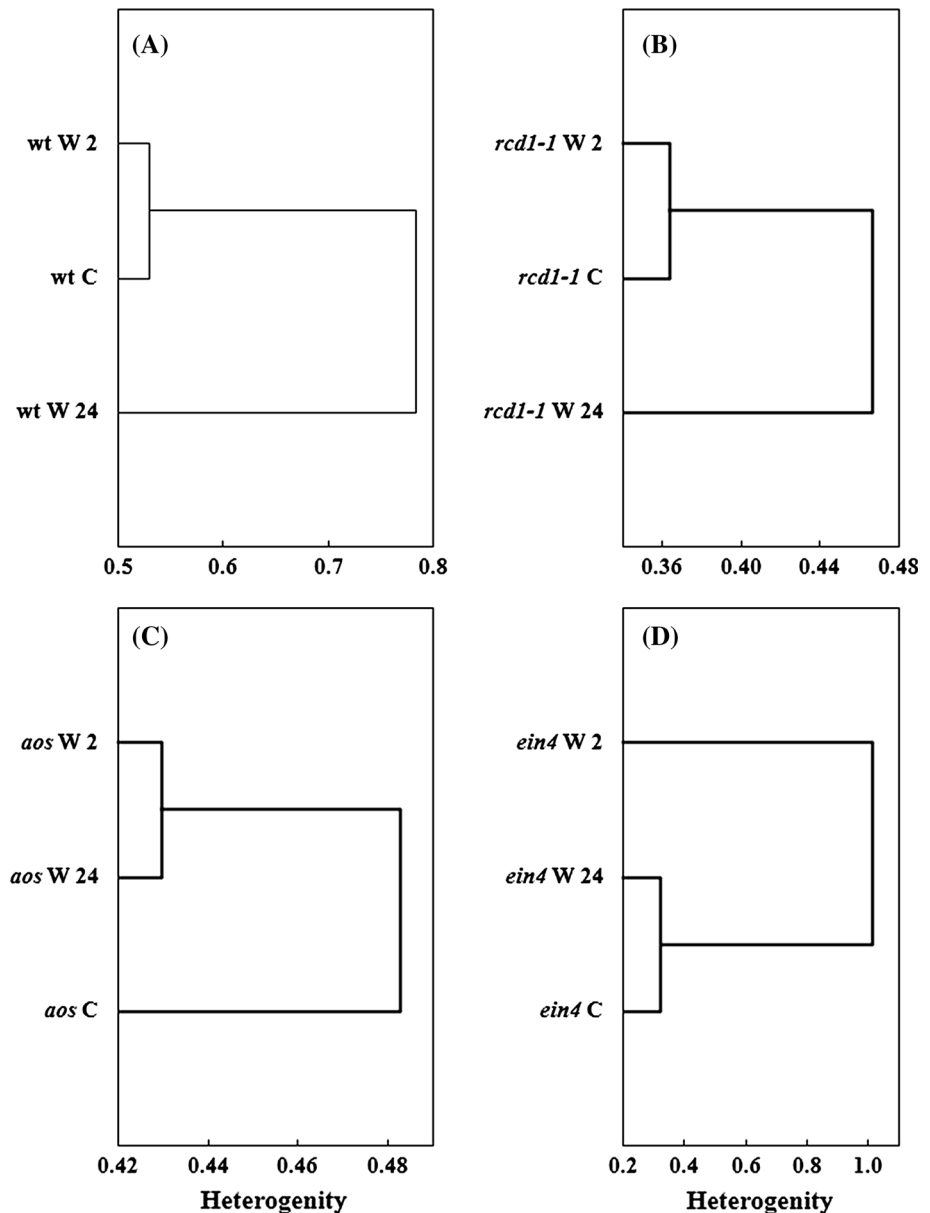 (A)
wt W 2
wt C
wt W 24
0.5 0.6 0.7 0.8
(B)
rcd1-1 W 2
rcd1-1 C
rcd1-1 W 24
0.36 0.40 0.44 0.48
(C)
aos W 2
aos W 24
aos C
0.42 0.44 0.46 0.48
Heterogenity
(D)
ein4 W 2
ein4 W 24
ein4 C
0.2 0.4 0.6 0.8 1.0
Heterogenity